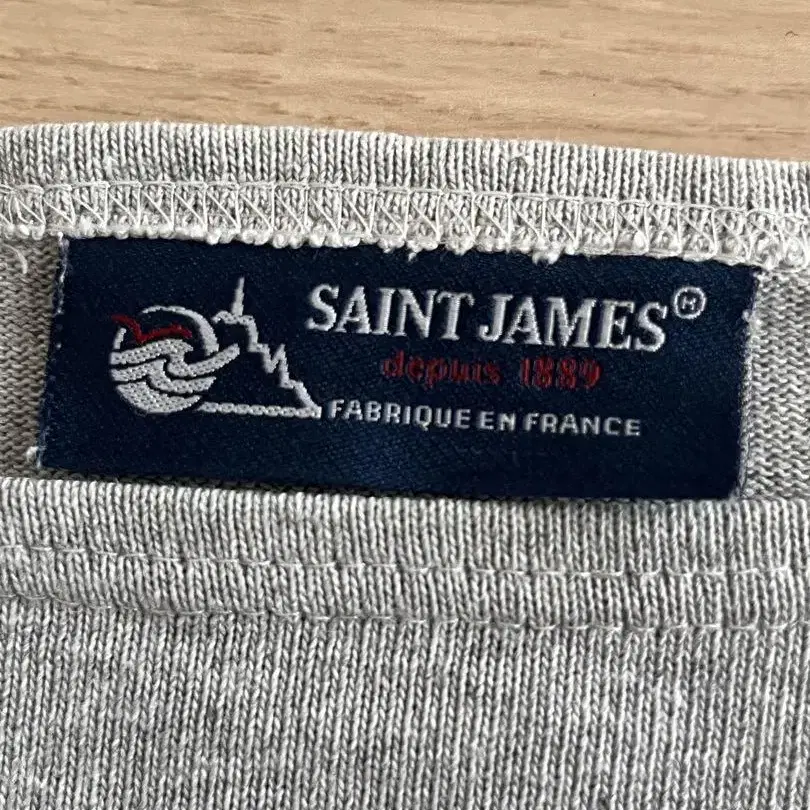 SAINT JAMES®
depuis 1889
FABRIQUE EN FRANCE